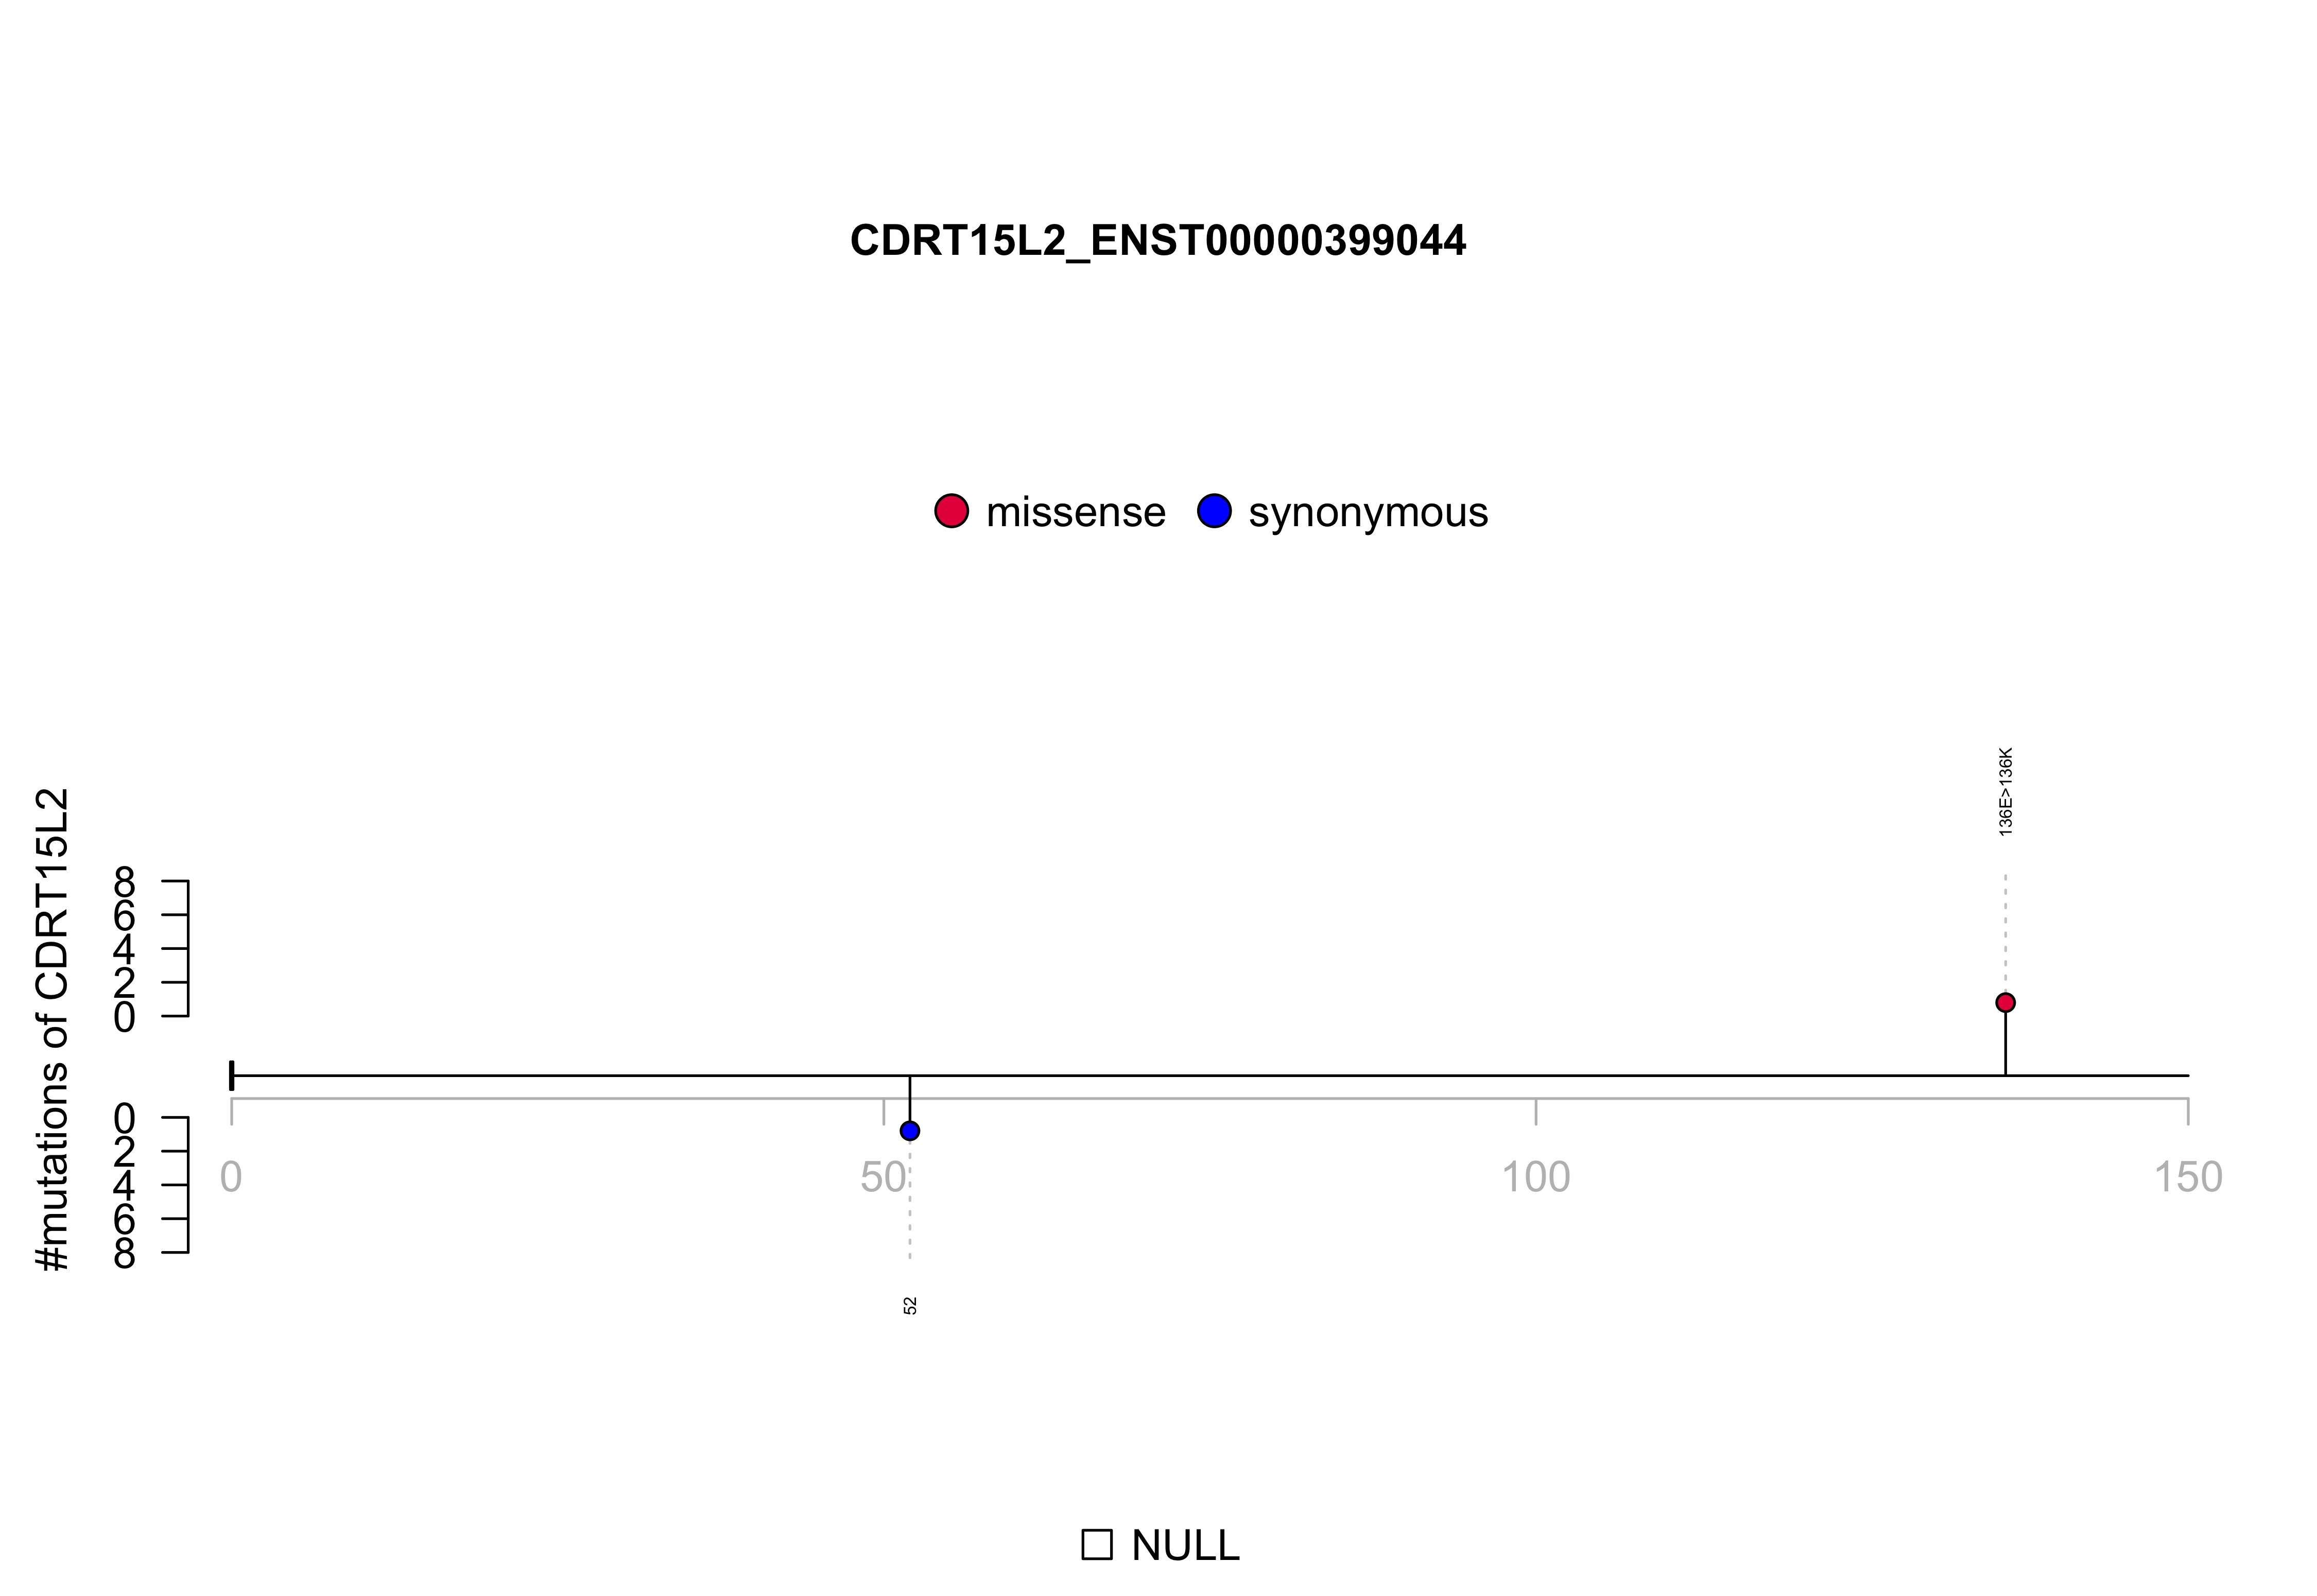 CDRT15L2_ENST00000399044
missense synonymous
136E>136K
#mutations of CDRT15L2
8
6
4
2
0
0
2
4
6
8
0 50 100 150
52
NULL